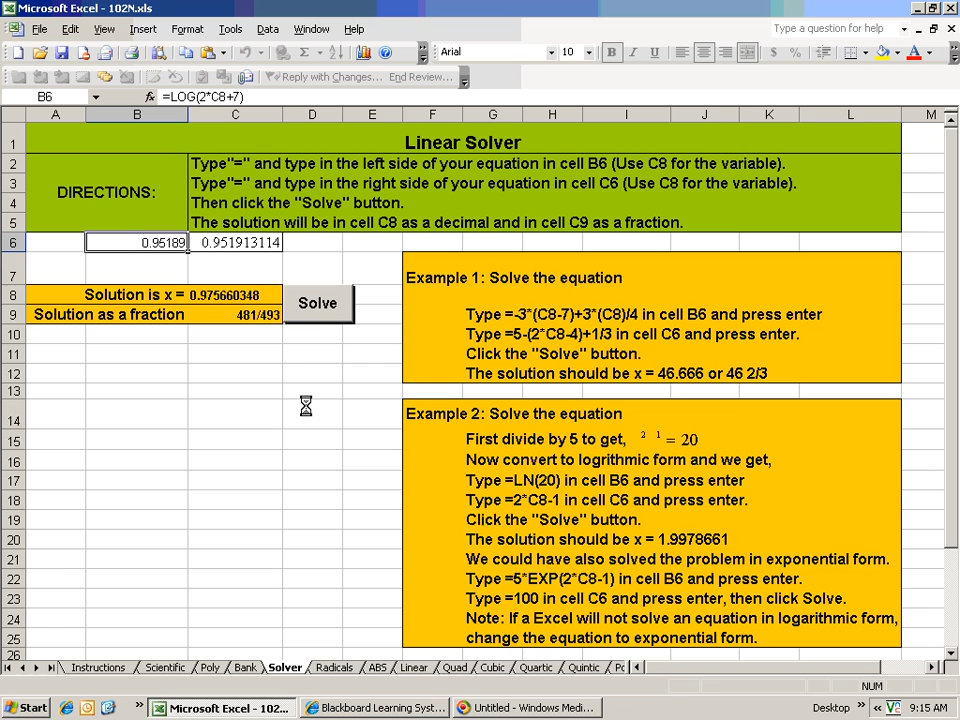 Microsoft Excel - 102N.xls
File Edit View Insert Format Tools Data Window Help
Type a question for help
Arial 10 B I U $ %
Reply with Changes... End Review...
B6 fx =LOG(2*C8+7)
A B C D E F G H I J K L M
1 Linear Solver
2 Type"=" and type in the left side of your equation in cell B6 (Use C8 for the variable).
DIRECTIONS:
3 Type"=" and type in the right side of your equation in cell C6 (Use C8 for the variable).
4 Then click the "Solve" button.
5 The solution will be in cell C8 as a decimal and in cell C9 as a fraction.
6 0.95189 0.951913114
7 Example 1: Solve the equation
8 Solution is x = 0.975660348
Solve
9 Solution as a fraction 481/493 Type =-3*(C8-7)+3*(C8)/4 in cell B6 and press enter
10 Type =5-(2*C8-4)+1/3 in cell C6 and press enter.
11 Click the "Solve" button.
12 The solution should be x = 46.666 or 46 2/3
13
14 Example 2: Solve the equation
15 First divide by 5 to get, 2 1 = 20
16 Now convert to logrithmic form and we get,
17 Type =LN(20) in cell B6 and press enter
18 Type =2*C8-1 in cell C6 and press enter.
19 Click the "Solve" button.
20 The solution should be x = 1.9978661
21 We could have also solved the problem in exponential form.
22 Type =5*EXP(2*C8-1) in cell B6 and press enter.
23 Type =100 in cell C6 and press enter, then click Solve.
24 Note: If a Excel will not solve an equation in logarithmic form,
25 change the equation to exponential form.
26
Instructions Scientific Poly Bank Solver Radicals ABS Linear Quad Cubic Quartic Quintic Po
NUM
Start Microsoft Excel - 102... Blackboard Learning Syst... Untitled - Windows Medi... Desktop 9:15 AM